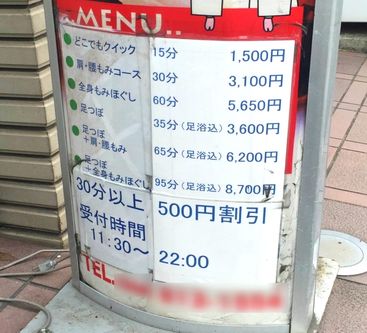 MENU
どこでもクイック 15分 1,500円
肩・腰もみコース 30分 3,100円
全身もみほぐし 60分 5,650円
足つぼ 35分(足浴込) 3,600円
足つぼ
+肩・腰もみ 65分(足浴込) 6,200円
足つぼ
+全身もみほぐし 95分(足浴込) 8,700円
30分以上 500円割引
受付時間
11:30〜 22:00
TEL.